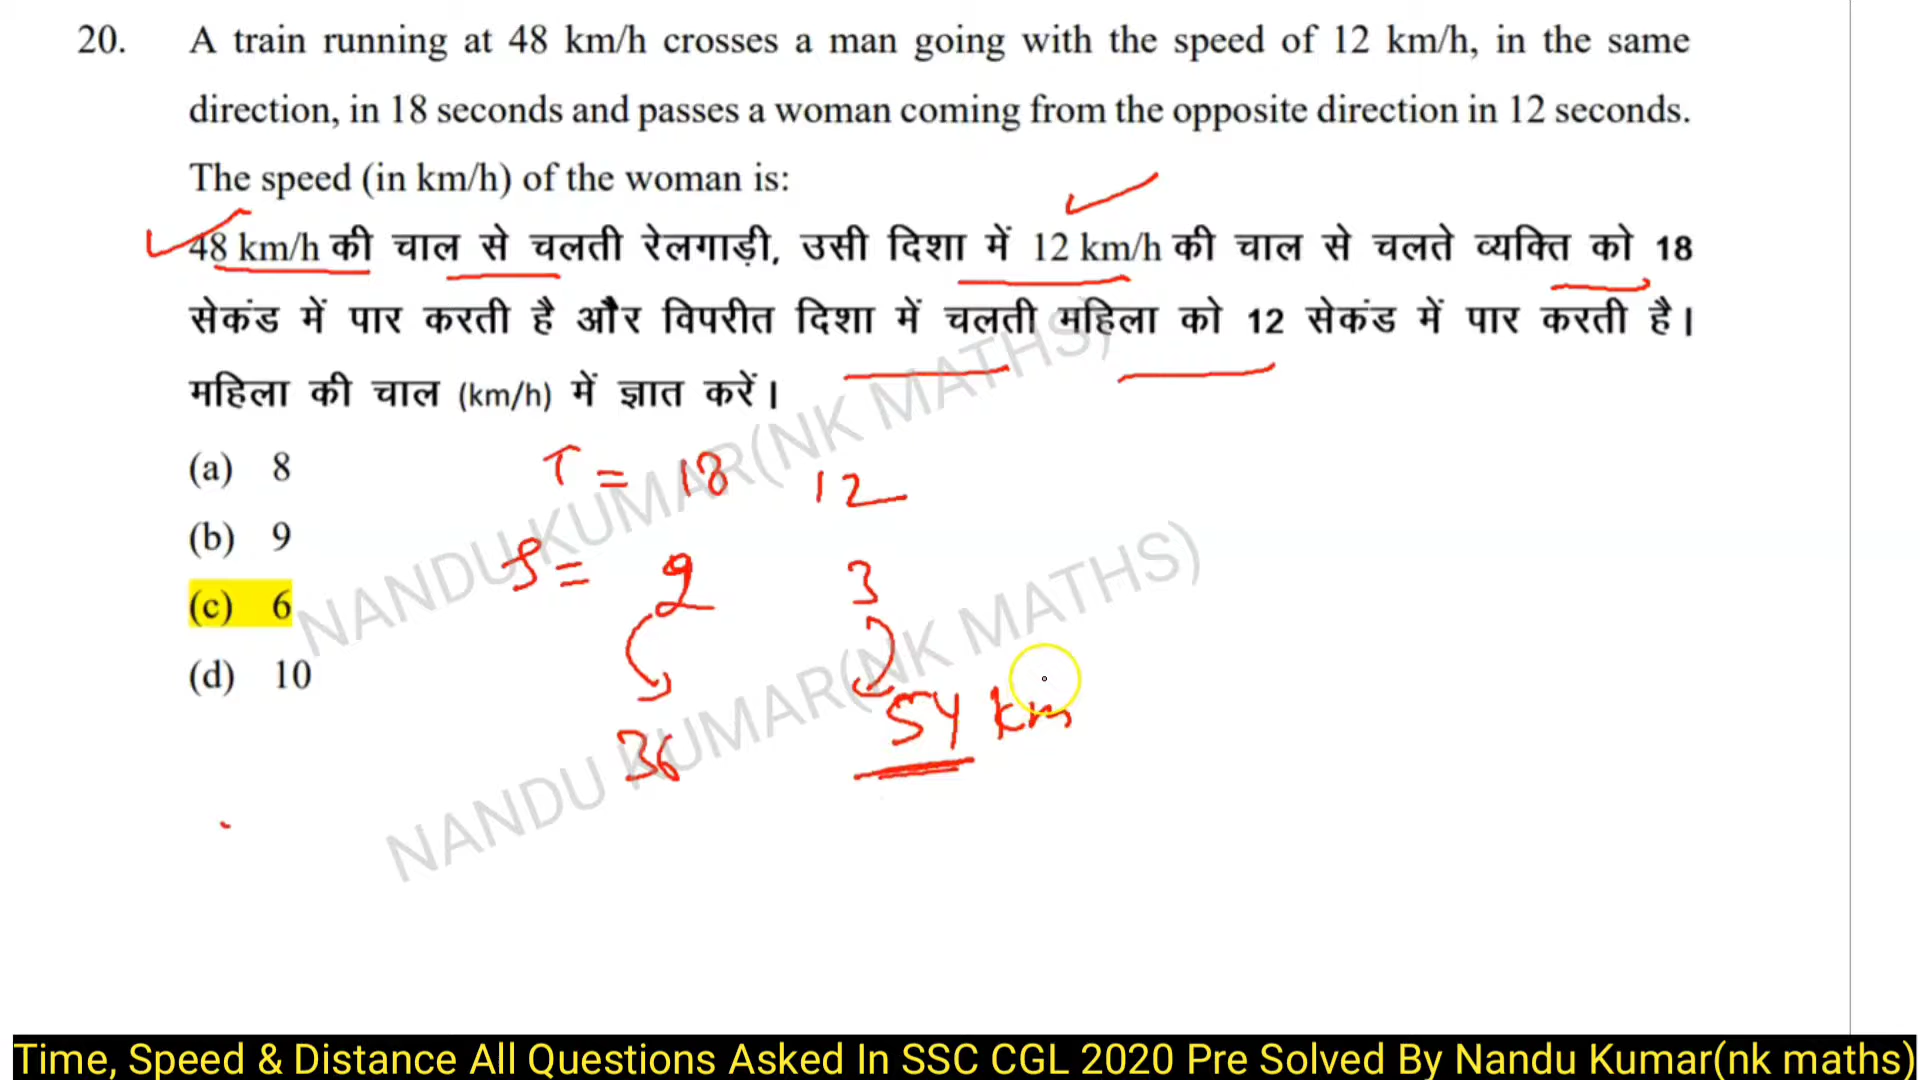 20. A train running at 48 km/h crosses a man going with the speed of 12 km/h, in the same
direction, in 18 seconds and passes a woman coming from the opposite direction in 12 seconds.
The speed (in km/h) of the woman is:
48 km/h की चाल से चलती रेलगाड़ी, उसी दिशा में 12 km/h की चाल से चलते व्यक्ति को 18
सेकंड में पार करती है और विपरीत दिशा में चलती महिला को 12 सेकंड में पार करती है।
महिला की चाल (km/h) में ज्ञात करें।
(a) 8
(b) 9
(c) 6
(d) 10
T = 18 12
S = 2 3
36 54 km
NANDU KUMAR(NK MATHS)
NANDU KUMAR(NK MATHS)
Time, Speed & Distance All Questions Asked In SSC CGL 2020 Pre Solved By Nandu Kumar(nk maths)